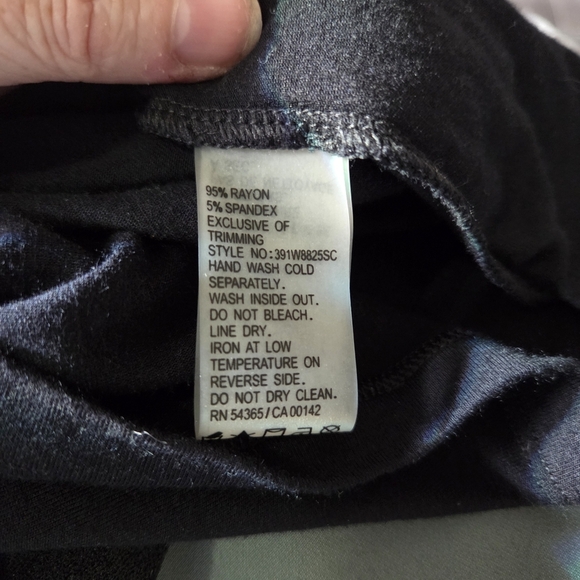 95% RAYON
5% SPANDEX
EXCLUSIVE OF
TRIMMING
STYLE NO:391W8825SC
HAND WASH COLD
SEPARATELY.
WASH INSIDE OUT.
DO NOT BLEACH.
LINE DRY.
IRON AT LOW
TEMPERATURE ON
REVERSE SIDE.
DO NOT DRY CLEAN.
RN 54365/CA 00142